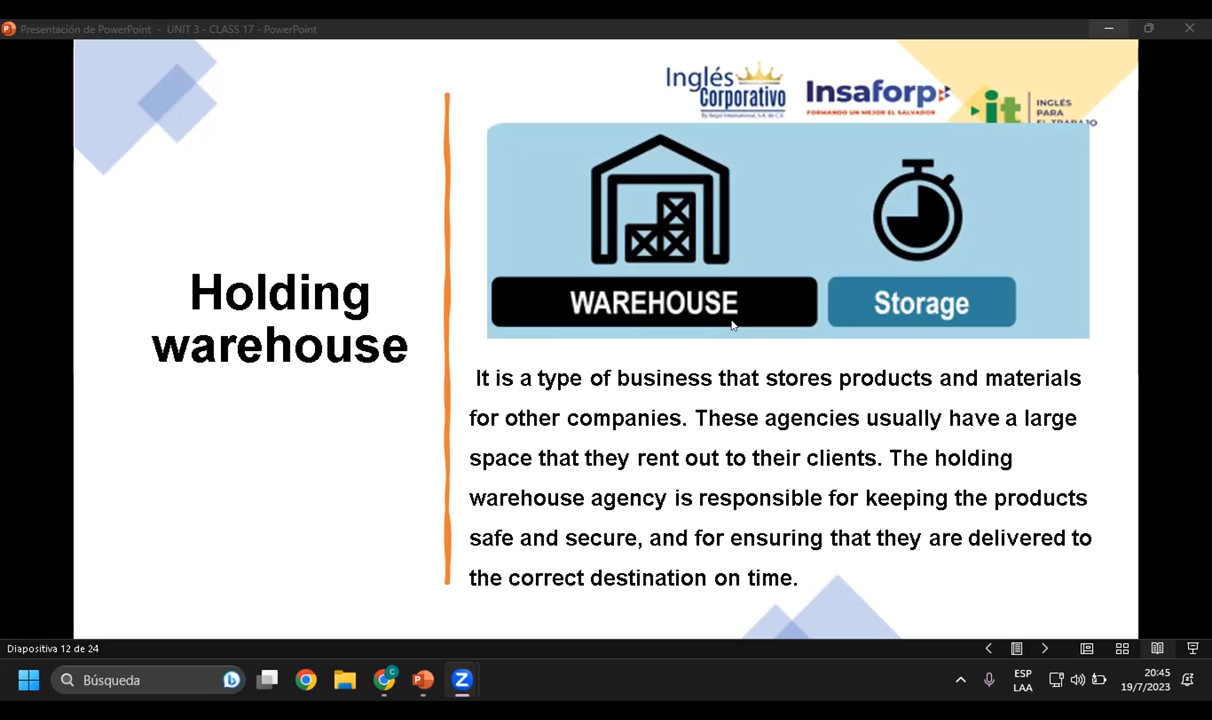 Presentación de PowerPoint - UNIT 3 - CLASS 17 - PowerPoint
Inglés
Corporativo
Insaforp
FORMANDO UN MEJOR EL SALVADOR
it
INGLÉS
PARA
EL TRABAJO
WAREHOUSE
Storage
Holding
warehouse
It is a type of business that stores products and materials
for other companies. These agencies usually have a large
space that they rent out to their clients. The holding
warehouse agency is responsible for keeping the products
safe and secure, and for ensuring that they are delivered to
the correct destination on time.
Diapositiva 12 de 24
Búsqueda
ESP
LAA
20:45
19/7/2023